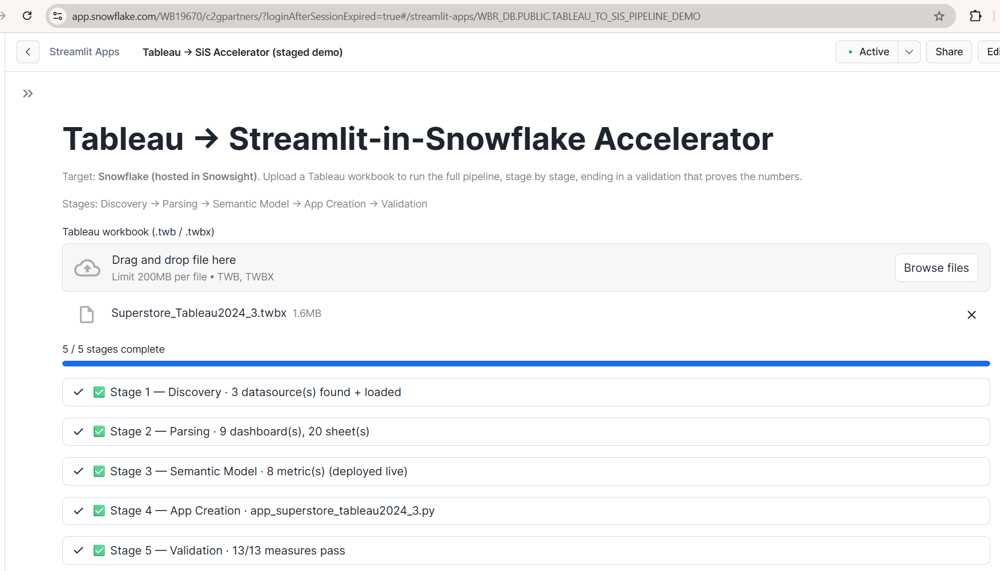 app.snowflake.com/WB19670/c2gpartners/?loginAfterSessionExpired=true#/streamlit-apps/WBR_DB.PUBLIC.TABLEAU_TO_SIS_PIPELINE_DEMO
Streamlit Apps Tableau → SiS Accelerator (staged demo) Active Share Edi
Tableau → Streamlit-in-Snowflake Accelerator
Target: Snowflake (hosted in Snowsight). Upload a Tableau workbook to run the full pipeline, stage by stage, ending in a validation that proves the numbers.
Stages: Discovery → Parsing → Semantic Model → App Creation → Validation
Tableau workbook (.twb / .twbx)
Drag and drop file here
Limit 200MB per file • TWB, TWBX
Browse files
Superstore_Tableau2024_3.twbx 1.6MB
5 / 5 stages complete
✅ Stage 1 — Discovery · 3 datasource(s) found + loaded
✅ Stage 2 — Parsing · 9 dashboard(s), 20 sheet(s)
✅ Stage 3 — Semantic Model · 8 metric(s) (deployed live)
✅ Stage 4 — App Creation · app_superstore_tableau2024_3.py
✅ Stage 5 — Validation · 13/13 measures pass